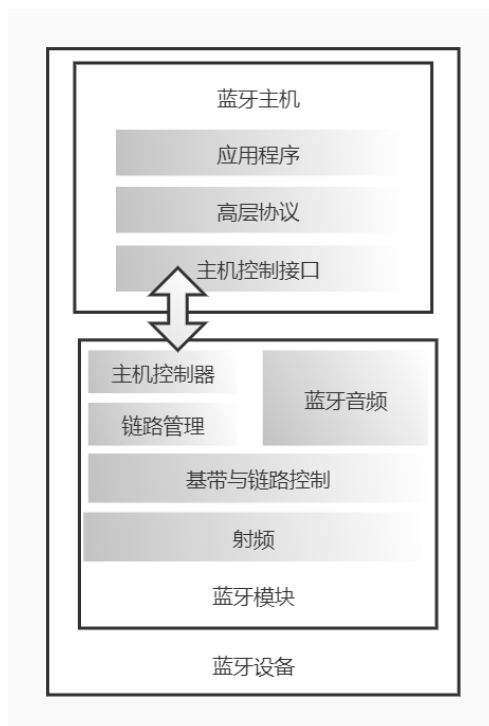 蓝牙主机
应用程序
高层协议
主机控制接口
主机控制器
蓝牙音频
链路管理
基带与链路控制
射频
蓝牙模块
蓝牙设备